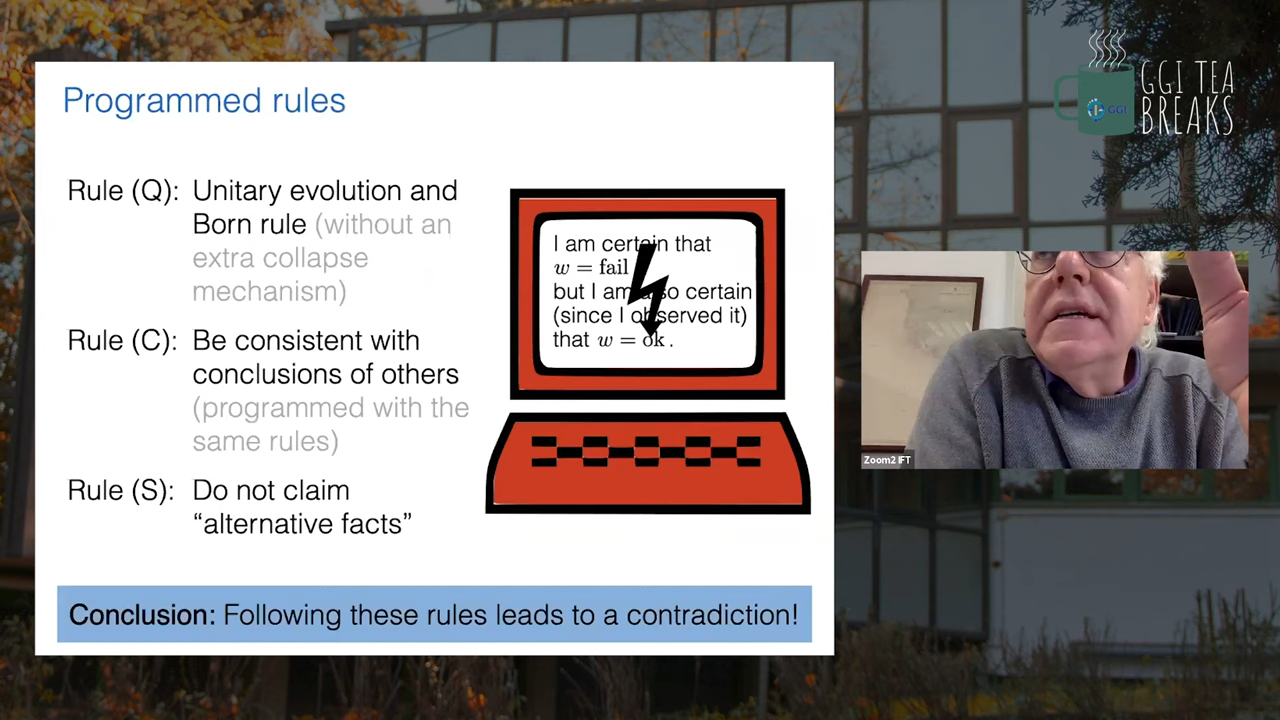 Programmed rules
Rule (Q): Unitary evolution and
Born rule (without an
extra collapse
mechanism)
Rule (C): Be consistent with
conclusions of others
(programmed with the
same rules)
Rule (S): Do not claim
“alternative facts”
I am certain that
w = fail
but I am also certain
(since I observed it)
that w = ok.
Conclusion: Following these rules leads to a contradiction!
GGI TEA
BREAKS
GGI
Zoom2 IFT